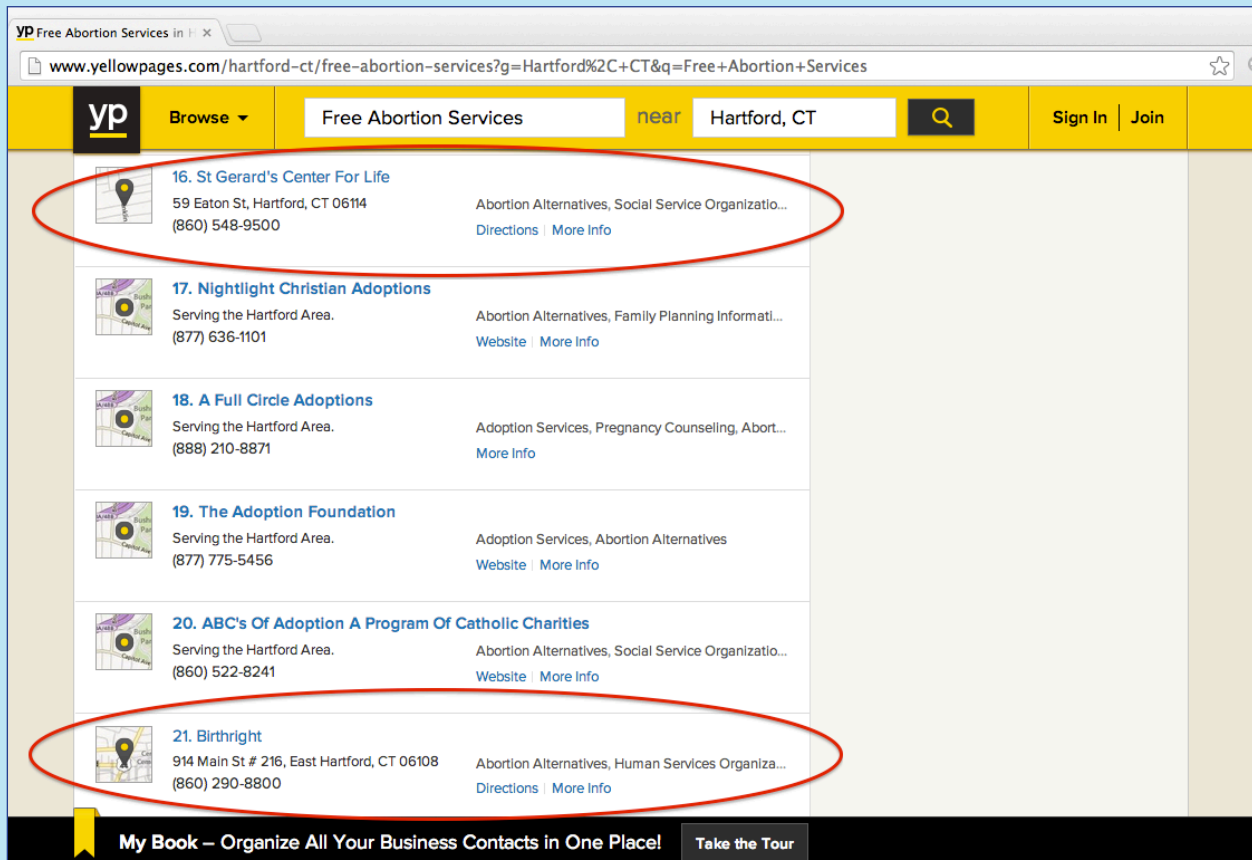 yp Free Abortion Services in H
www.yellowpages.com/hartford-ct/free-abortion-services?g=Hartford%2C+CT&q=Free+Abortion+Services
yp Browse Free Abortion Services near Hartford, CT Sign In Join
16. St Gerard's Center For Life
59 Eaton St, Hartford, CT 06114 Abortion Alternatives, Social Service Organizatio...
(860) 548-9500 Directions More Info
17. Nightlight Christian Adoptions
Serving the Hartford Area. Abortion Alternatives, Family Planning Informati...
(877) 636-1101 Website More Info
18. A Full Circle Adoptions
Serving the Hartford Area. Adoption Services, Pregnancy Counseling, Abort...
(888) 210-8871 More Info
19. The Adoption Foundation
Serving the Hartford Area. Adoption Services, Abortion Alternatives
(877) 775-5456 Website More Info
20. ABC's Of Adoption A Program Of Catholic Charities
Serving the Hartford Area. Abortion Alternatives, Social Service Organizatio...
(860) 522-8241 Website More Info
21. Birthright
914 Main St # 216, East Hartford, CT 06108 Abortion Alternatives, Human Services Organiza...
(860) 290-8800 Directions More Info
My Book – Organize All Your Business Contacts in One Place! Take the Tour